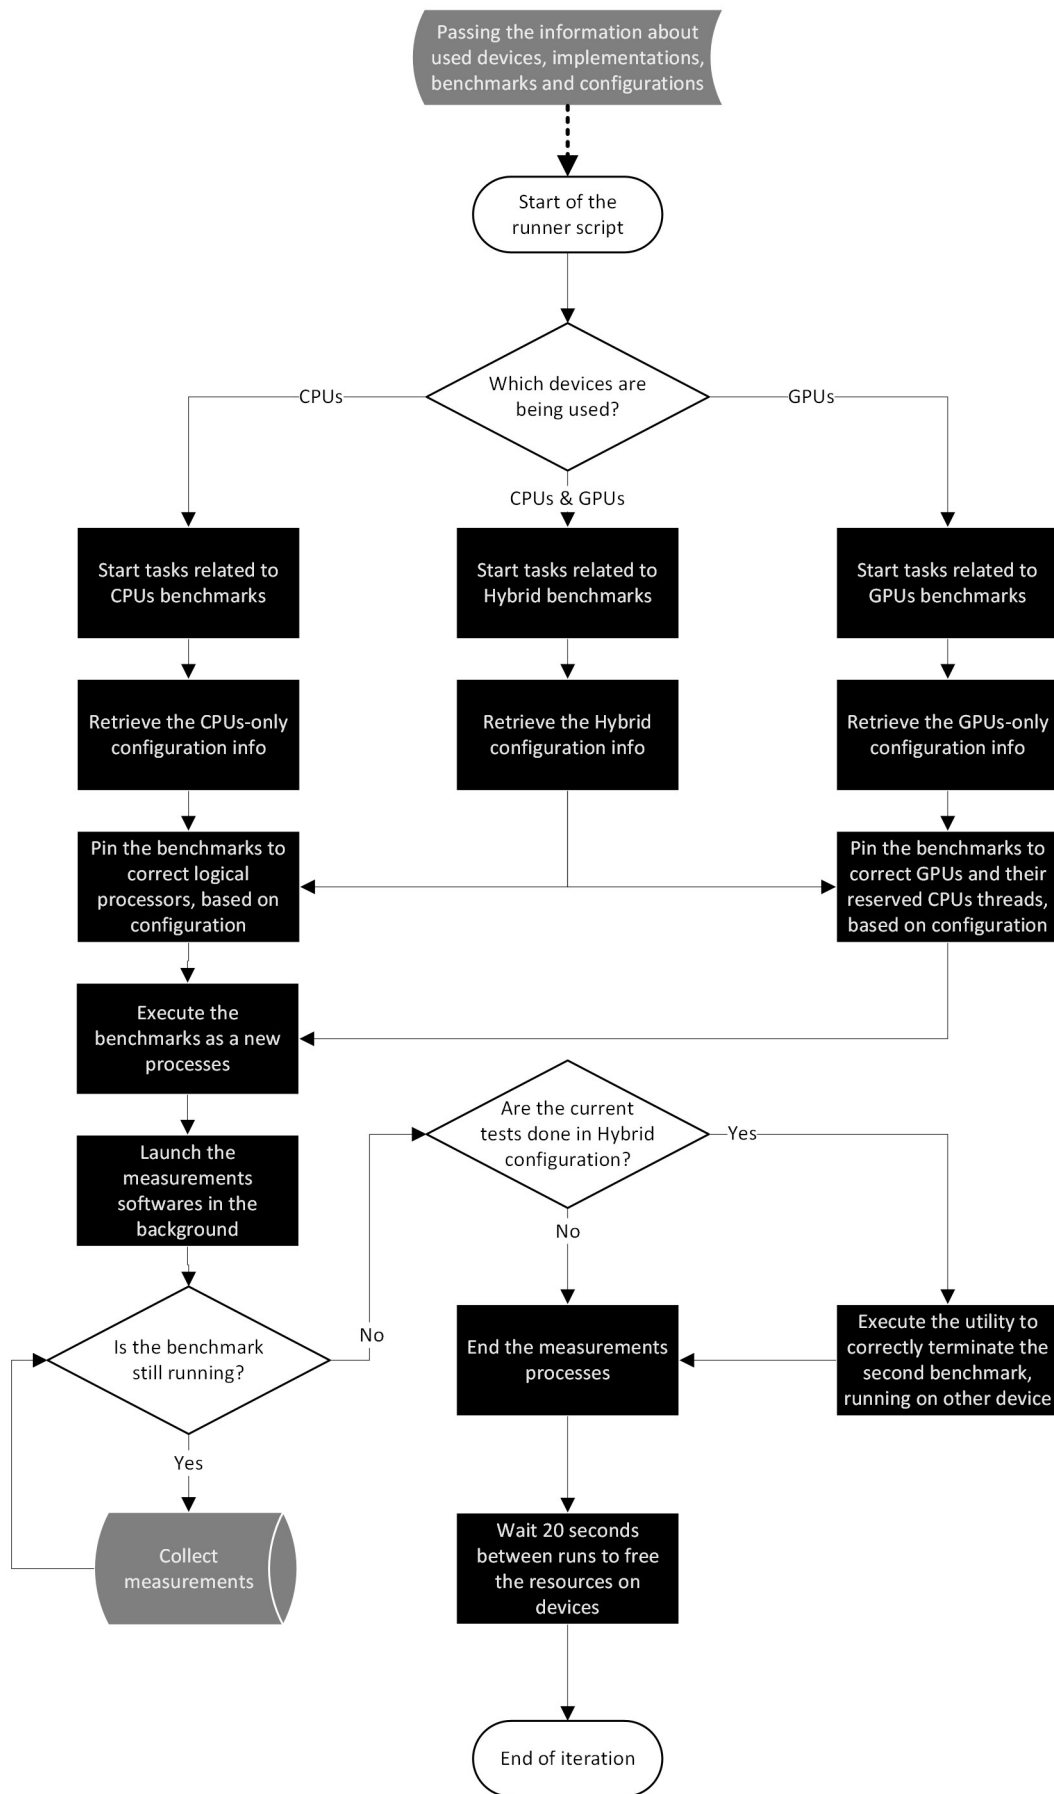 Passing the information about
used devices, implementations,
benchmarks and configurations
Start of the
runner script
Which devices are
being used?
CPUs
GPUs
CPUs & GPUs
Start tasks related to
CPUs benchmarks
Start tasks related to
Hybrid benchmarks
Start tasks related to
GPUs benchmarks
Retrieve the CPUs-only
configuration info
Retrieve the Hybrid
configuration info
Retrieve the GPUs-only
configuration info
Pin the benchmarks to
correct logical
processors, based on
configuration
Pin the benchmarks to
correct GPUs and their
reserved CPUs threads,
based on configuration
Execute the
benchmarks as a new
processes
Launch the
measurements
softwares in the
background
Are the current
tests done in Hybrid
configuration?
Yes
No
Is the benchmark
still running?
No
Yes
End the measurements
processes
Execute the utility to
correctly terminate the
second benchmark,
running on other device
Collect
measurements
Wait 20 seconds
between runs to free
the resources on
devices
End of iteration